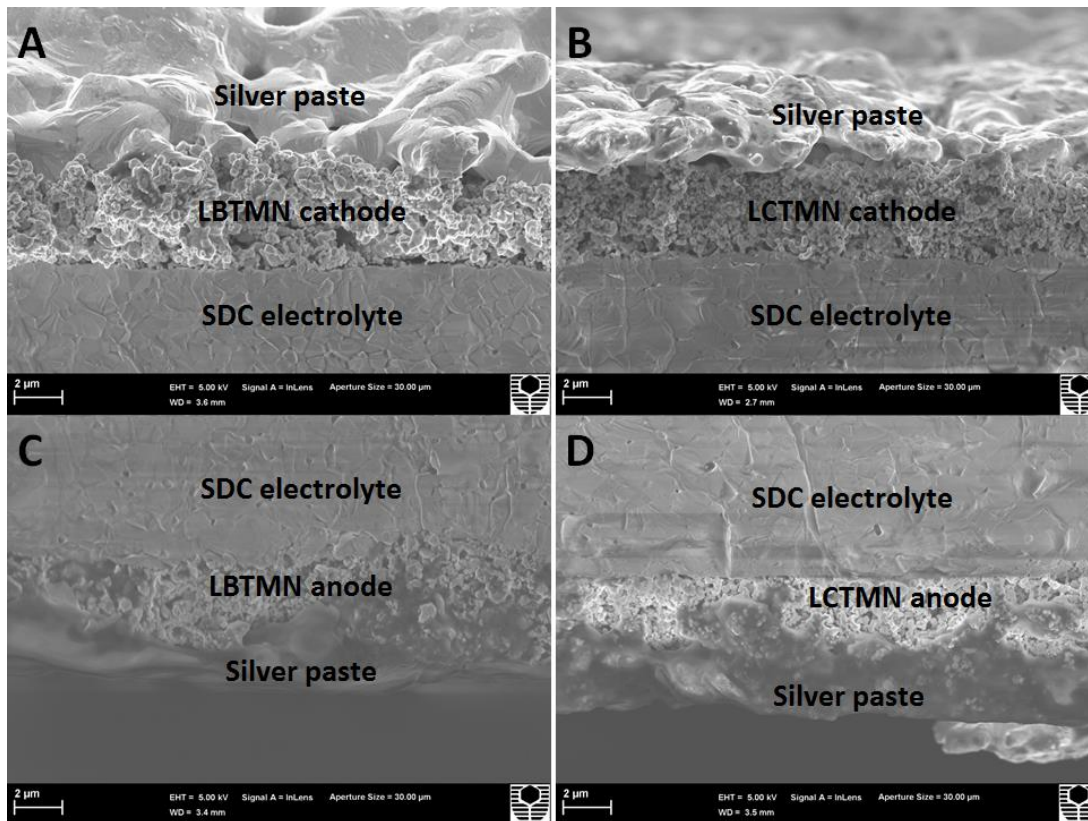 A
Silver paste
LBTMN cathode
SDC electrolyte
2 µm
EHT = 5.00 kV Signal A = InLens Aperture Size = 30.00 µm
WD = 3.6 mm
B
Silver paste
LCTMN cathode
SDC electrolyte
2 µm
EHT = 5.00 kV Signal A = InLens Aperture Size = 30.00 µm
WD = 2.7 mm
C
SDC electrolyte
LBTMN anode
Silver paste
2 µm
EHT = 5.00 kV Signal A = InLens Aperture Size = 30.00 µm
WD = 3.4 mm
D
SDC electrolyte
LCTMN anode
Silver paste
2 µm
EHT = 5.00 kV Signal A = InLens Aperture Size = 30.00 µm
WD = 3.5 mm